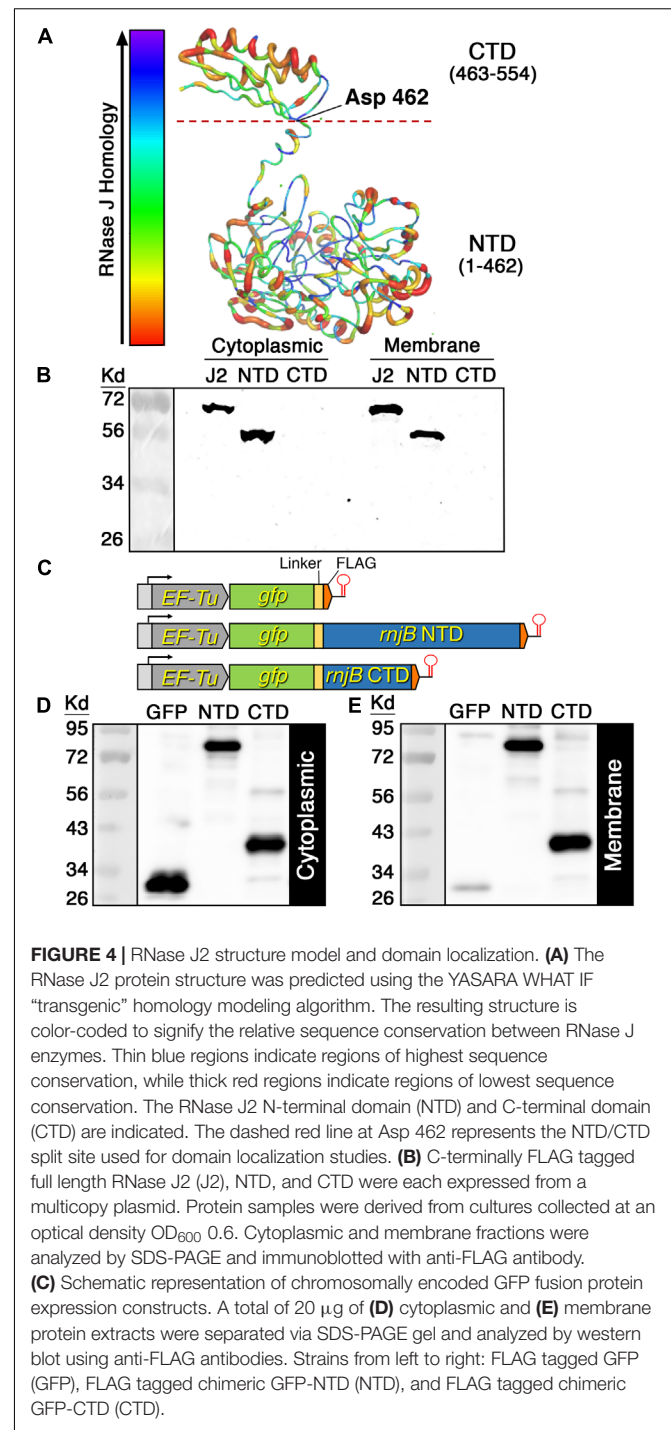 A
RNase J Homology
CTD
(463-554)
Asp 462
NTD
(1-462)
Cytoplasmic Membrane
B
Kd J2 NTD CTD J2 NTD CTD
72
56
34
26
C
Linker FLAG
EF-Tu gfp
EF-Tu gfp rnjB NTD
EF-Tu gfp rnjB CTD
D
Kd GFP NTD CTD
95
72
56
43
34
26
Cytoplasmic
E
Kd GFP NTD CTD
95
72
56
43
34
26
Membrane
FIGURE 4 | RNase J2 structure model and domain localization. (A) The
RNase J2 protein structure was predicted using the YASARA WHAT IF
“transgenic” homology modeling algorithm. The resulting structure is
color-coded to signify the relative sequence conservation between RNase J
enzymes. Thin blue regions indicate regions of highest sequence
conservation, while thick red regions indicate regions of lowest sequence
conservation. The RNase J2 N-terminal domain (NTD) and C-terminal domain
(CTD) are indicated. The dashed red line at Asp 462 represents the NTD/CTD
split site used for domain localization studies. (B) C-terminally FLAG tagged
full length RNase J2 (J2), NTD, and CTD were each expressed from a
multicopy plasmid. Protein samples were derived from cultures collected at an
optical density OD600 0.6. Cytoplasmic and membrane fractions were
analyzed by SDS-PAGE and immunoblotted with anti-FLAG antibody.
(C) Schematic representation of chromosomally encoded GFP fusion protein
expression constructs. A total of 20 μg of (D) cytoplasmic and (E) membrane
protein extracts were separated via SDS-PAGE gel and analyzed by western
blot using anti-FLAG antibodies. Strains from left to right: FLAG tagged GFP
(GFP), FLAG tagged chimeric GFP-NTD (NTD), and FLAG tagged chimeric
GFP-CTD (CTD).